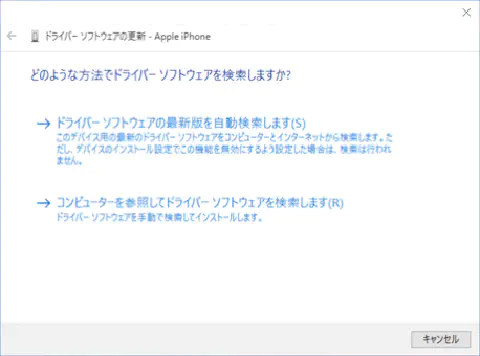 ドライバー ソフトウェアの更新 - Apple iPhone
どのような方法でドライバー ソフトウェアを検索しますか?
ドライバー ソフトウェアの最新版を自動検索します(S)
このデバイス用の最新のドライバー ソフトウェアをコンピューターとインターネットから検索します。た
だし、デバイスのインストール設定でこの機能を無効にするよう設定した場合は、検索は行われ
ません。
コンピューターを参照してドライバー ソフトウェアを検索します(R)
ドライバー ソフトウェアを手動で検索してインストールします。
キャンセル